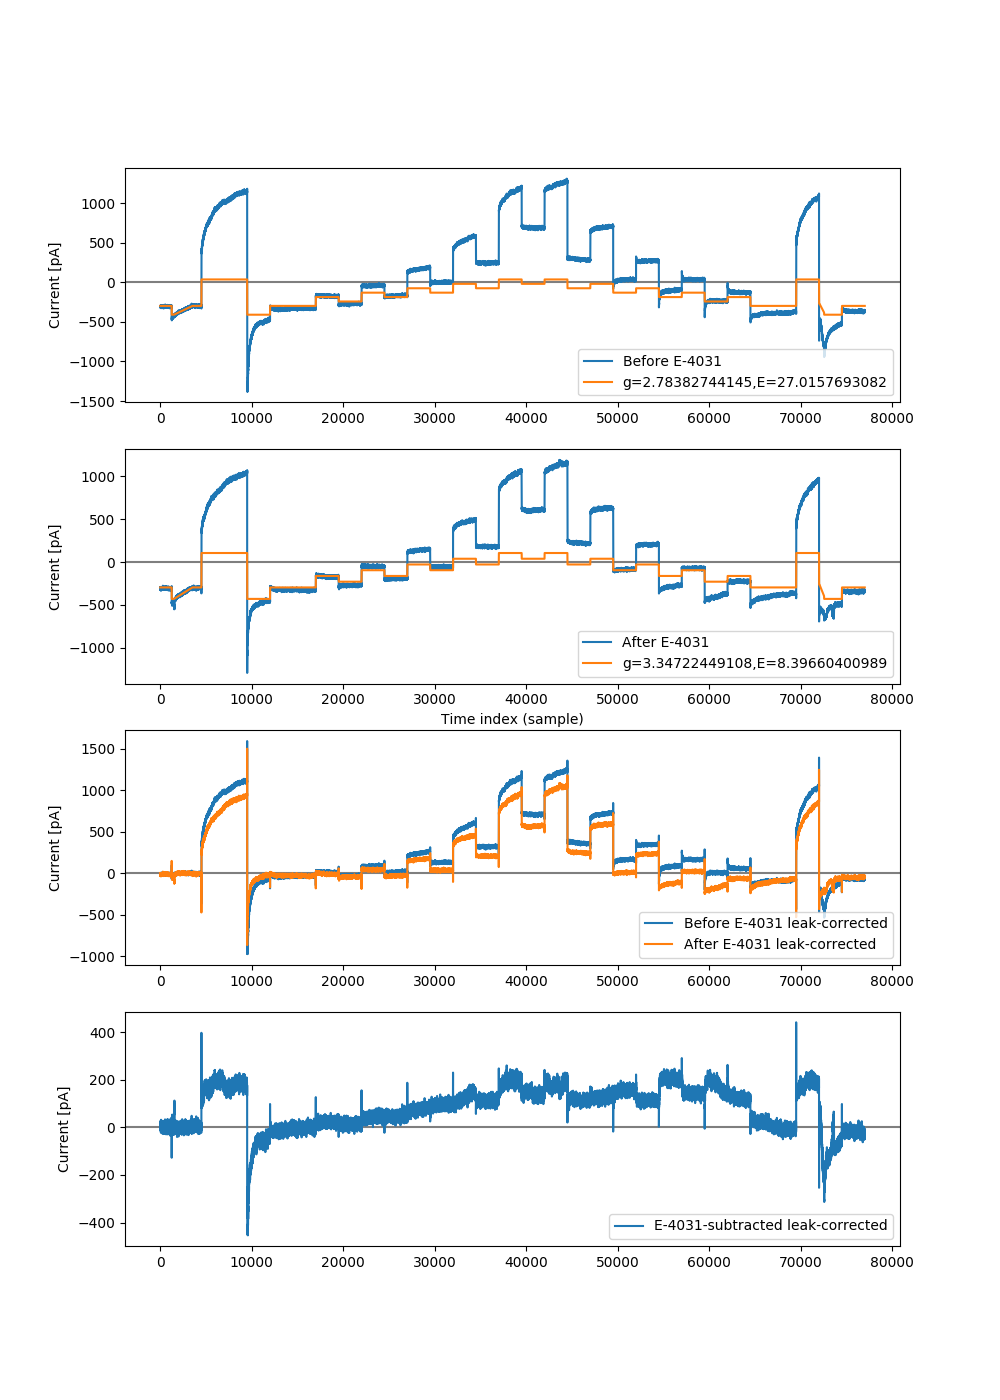 1000
500
0
−500
−1000
−1500
Current [pA]
Before E-4031
g=2.78382744145,E=27.0157693082
0 10000 20000 30000 40000 50000 60000 70000 80000
1000
500
0
−500
−1000
Current [pA]
After E-4031
g=3.34722449108,E=8.39660400989
0 10000 20000 30000 40000 50000 60000 70000 80000
Time index (sample)
1500
1000
500
0
−500
−1000
Current [pA]
Before E-4031 leak-corrected
After E-4031 leak-corrected
0 10000 20000 30000 40000 50000 60000 70000 80000
400
200
0
−200
−400
Current [pA]
E-4031-subtracted leak-corrected
0 10000 20000 30000 40000 50000 60000 70000 80000